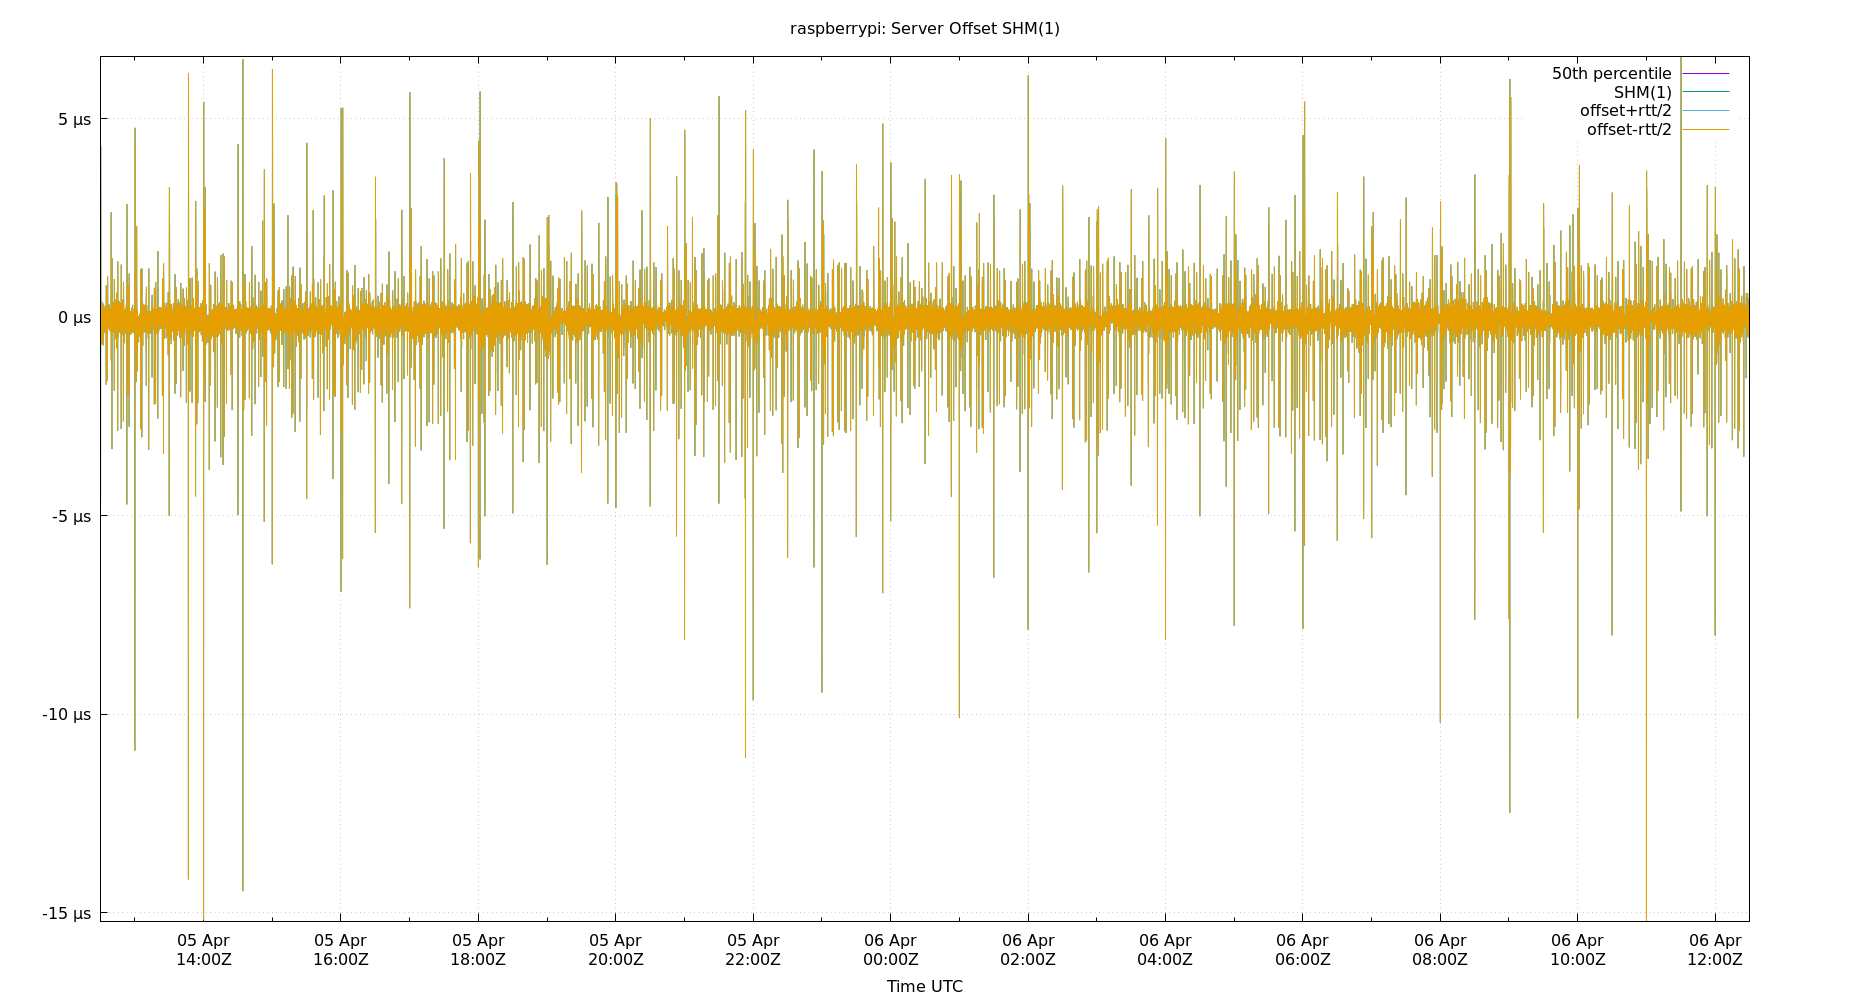 raspberrypi: Server Offset SHM(1)
50th percentile
SHM(1)
offset+rtt/2
offset-rtt/2
5 µs
0 µs
-5 µs
-10 µs
-15 µs
05 Apr 05 Apr 05 Apr 05 Apr 05 Apr 06 Apr 06 Apr 06 Apr 06 Apr 06 Apr 06 Apr 06 Apr
14:00Z 16:00Z 18:00Z 20:00Z 22:00Z 00:00Z 02:00Z 04:00Z 06:00Z 08:00Z 10:00Z 12:00Z
Time UTC